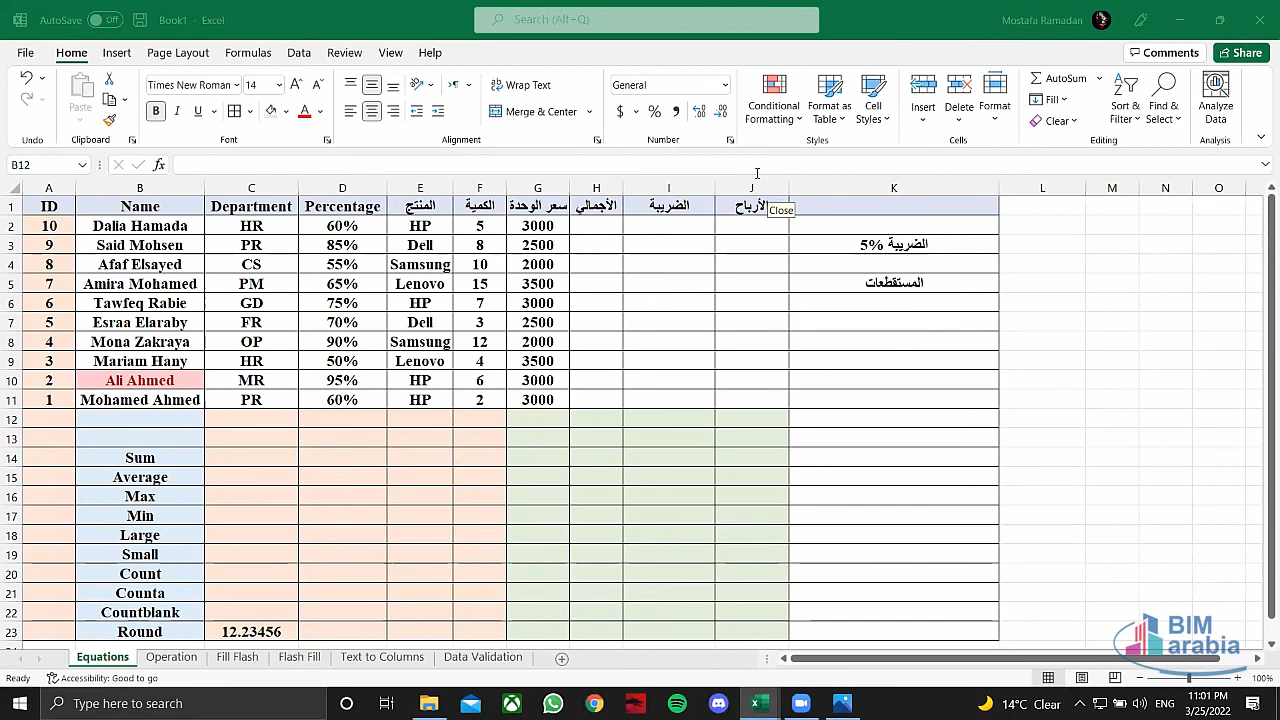 AutoSave Off Book1 - Excel Search (Alt+Q) Mostafa Ramadan
File Home Insert Page Layout Formulas Data Review View Help Comments Share
Times New Roman 14 Wrap Text General AutoSum
Paste Merge & Center $ % Conditional Formatting Format as Table Cell Styles Insert Delete Format Fill Clear Sort & Filter Find & Select Analyze Data
Undo Clipboard Font Alignment Number Styles Cells Editing Analysis
B12 fx
A B C D E F G H I J K L M N O
1 ID Name Department Percentage المنتج الكمية سعر الوحدة الأجمالي الضريبة الأرباح
Close
2 10 Dalia Hamada HR 60% HP 5 3000
3 9 Said Mohsen PR 85% Dell 8 2500 الضريبة 5%
4 8 Afaf Elsayed CS 55% Samsung 10 2000
5 7 Amira Mohamed PM 65% Lenovo 15 3500 المستقطعات
6 6 Tawfeq Rabie GD 75% HP 7 3000
7 5 Esraa Elaraby FR 70% Dell 3 2500
8 4 Mona Zakraya OP 90% Samsung 12 2000
9 3 Mariam Hany HR 50% Lenovo 4 3500
10 2 Ali Ahmed MR 95% HP 6 3000
11 1 Mohamed Ahmed PR 60% HP 2 3000
12
13
14 Sum
15 Average
16 Max
17 Min
18 Large
19 Small
20 Count
21 Counta
22 Countblank
23 Round 12.23456
BIM
arabia
Equations Operation Fill Flash Flash Fill Text to Columns Data Validation
Ready Accessibility: Good to go 100%
Type here to search 14°C Clear 11:01 PM
3/25/2022